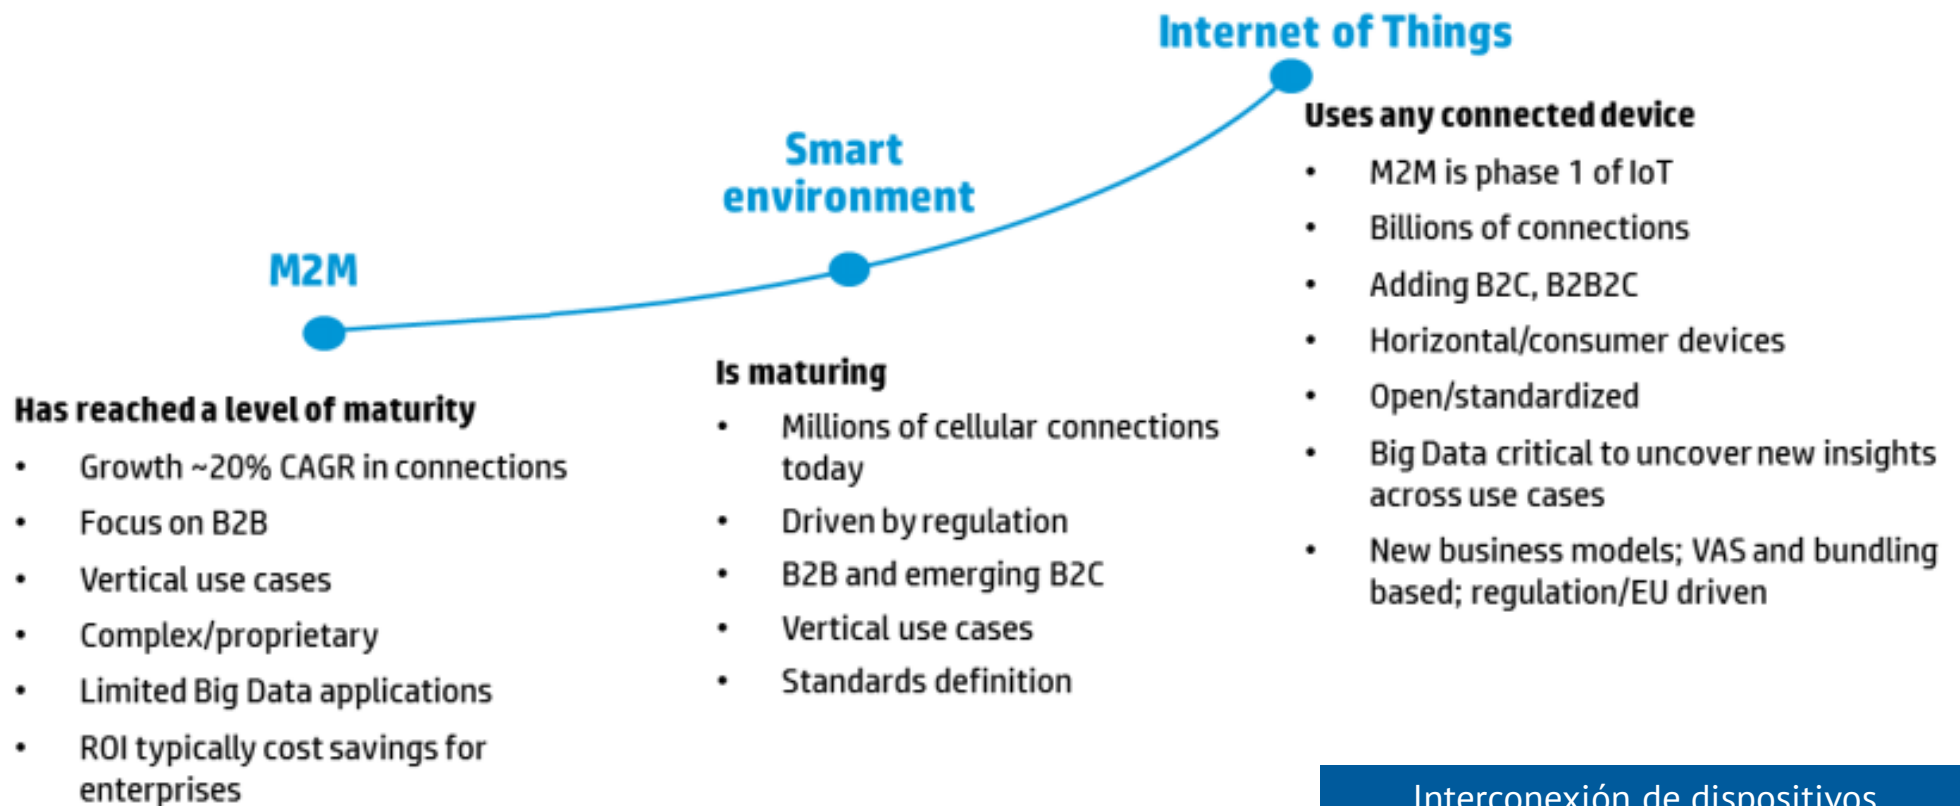 Internet of Things
Uses any connected device
• M2M is phase 1 of IoT
• Billions of connections
• Adding B2C, B2B2C
• Horizontal/consumer devices
• Open/standardized
• Big Data critical to uncover new insights
across use cases
• New business models; VAS and bundling
based; regulation/EU driven
Smart
environment
Is maturing
• Millions of cellular connections
today
• Driven by regulation
• B2B and emerging B2C
• Vertical use cases
• Standards definition
M2M
Has reached a level of maturity
• Growth ~20% CAGR in connections
• Focus on B2B
• Vertical use cases
• Complex/proprietary
• Limited Big Data applications
• ROI typically cost savings for
enterprises
Interconexión de dispositivos